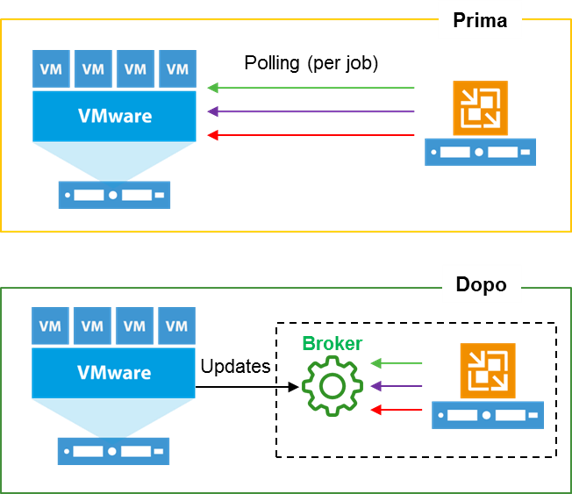 Prima
VM VM VM VM
Polling (per job)
VMware
Dopo
VM VM VM VM
Broker
Updates
VMware